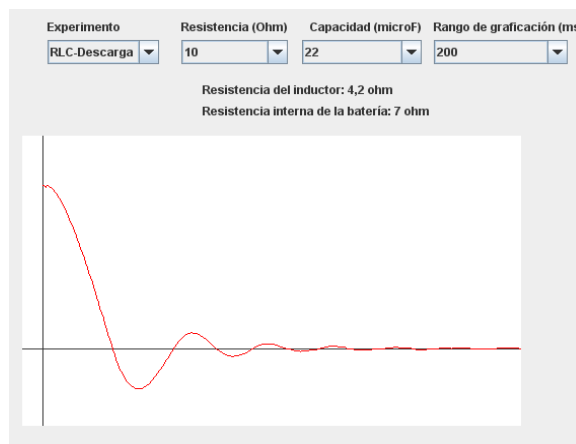 Experimento Resistencia (Ohm) Capacidad (microF) Rango de graficación (ms
RLC-Descarga 10 22 200
Resistencia del inductor: 4,2 ohm
Resistencia interna de la batería: 7 ohm